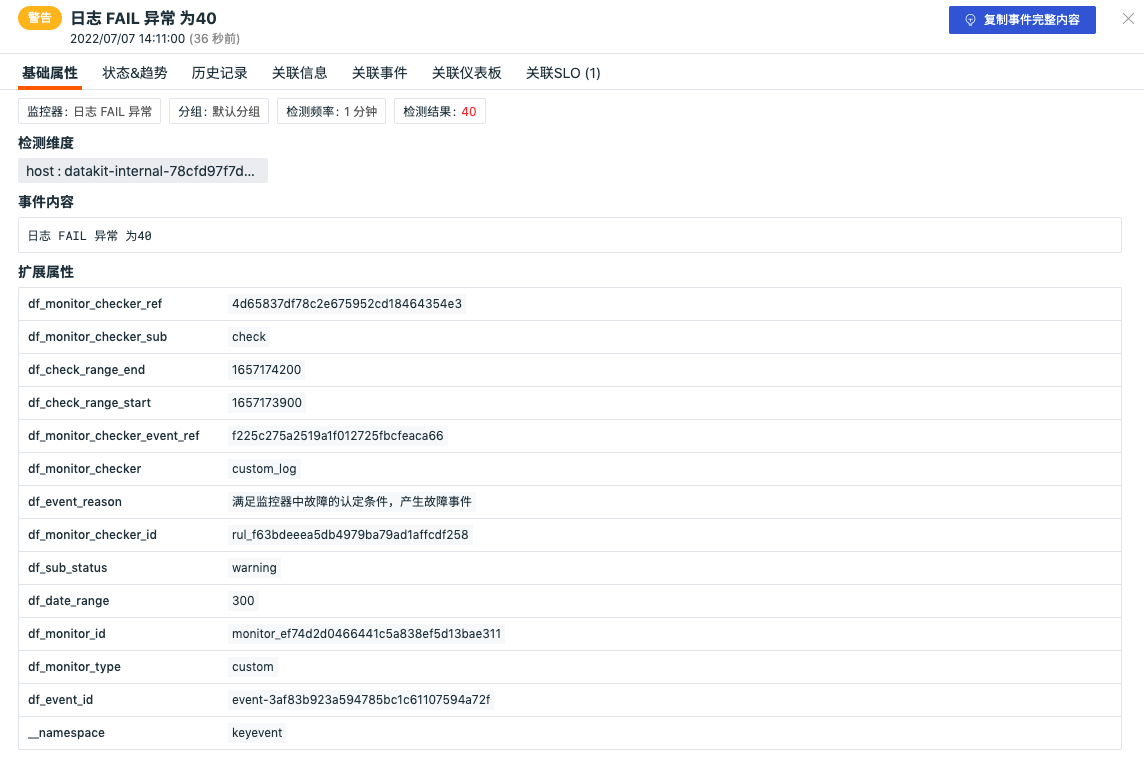 警告 日志 FAIL 异常 为40
复制事件完整内容
2022/07/07 14:11:00 (36 秒前)
基础属性 状态&趋势 历史记录 关联信息 关联事件 关联仪表板 关联SLO (1)
监控器：日志 FAIL 异常 分组：默认分组 检测频率：1 分钟 检测结果：40
检测维度
host : datakit-internal-78cfd97f7d...
事件内容
日志 FAIL 异常 为40
扩展属性
df_monitor_checker_ref 4d65837df78c2e675952cd18464354e3
df_monitor_checker_sub check
df_check_range_end 1657174200
df_check_range_start 1657173900
df_monitor_checker_event_ref f225c275a2519a1f012725fbcfeaca66
df_monitor_checker custom_log
df_event_reason 满足监控器中故障的认定条件，产生故障事件
df_monitor_checker_id rul_f63bdeeea5db4979ba79ad1affcdf258
df_sub_status warning
df_date_range 300
df_monitor_id monitor_ef74d2d0466441c5a838ef5d13bae311
df_monitor_type custom
df_event_id event-3af83b923a594785bc1c61107594a72f
__namespace keyevent